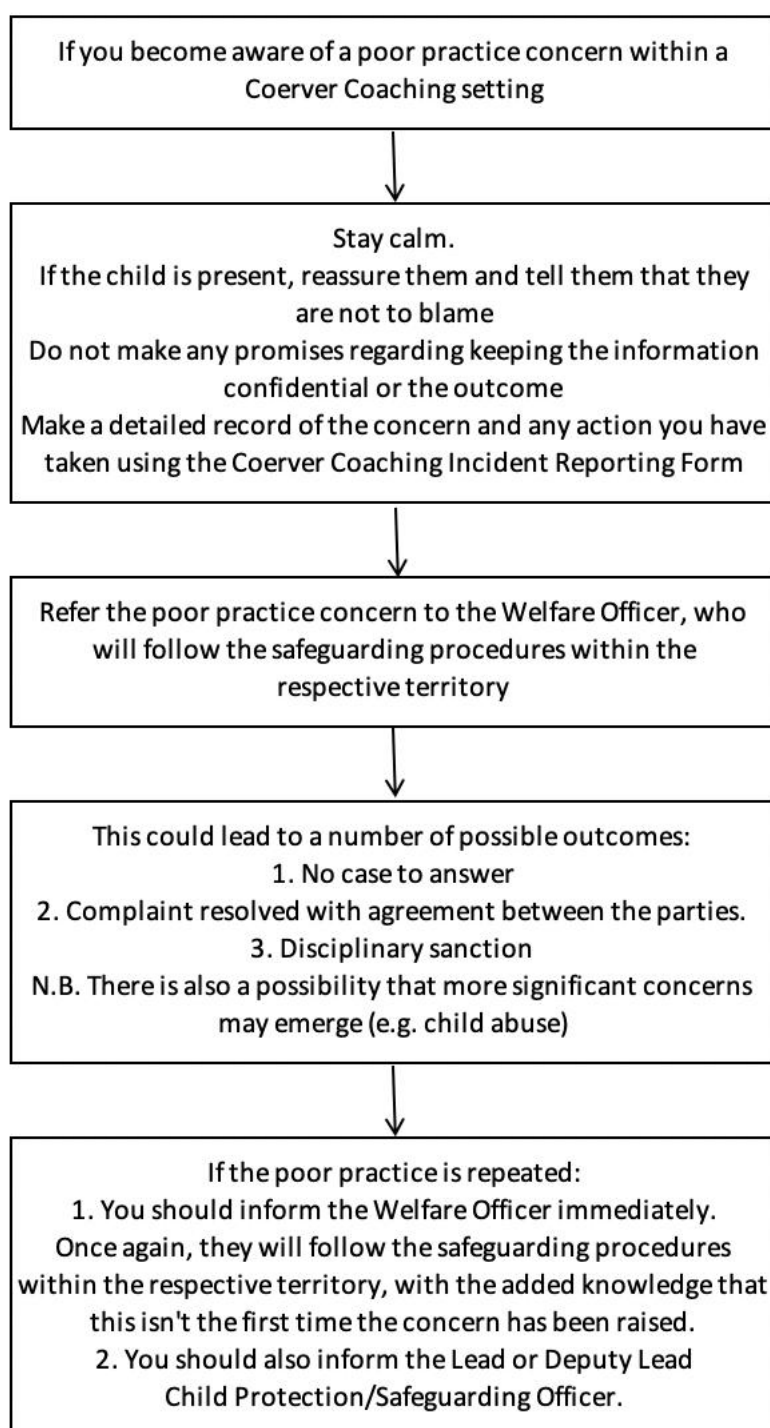 If you become aware of a poor practice concern within a
Coerver Coaching setting
Stay calm.
If the child is present, reassure them and tell them that they
are not to blame
Do not make any promises regarding keeping the information
confidential or the outcome
Make a detailed record of the concern and any action you have
taken using the Coerver Coaching Incident Reporting Form
Refer the poor practice concern to the Welfare Officer, who
will follow the safeguarding procedures within the
respective territory
This could lead to a number of possible outcomes:
1. No case to answer
2. Complaint resolved with agreement between the parties.
3. Disciplinary sanction
N.B. There is also a possibility that more significant concerns
may emerge (e.g. child abuse)
If the poor practice is repeated:
1. You should inform the Welfare Officer immediately.
Once again, they will follow the safeguarding procedures
within the respective territory, with the added knowledge that
this isn't the first time the concern has been raised.
2. You should also inform the Lead or Deputy Lead
Child Protection/Safeguarding Officer.